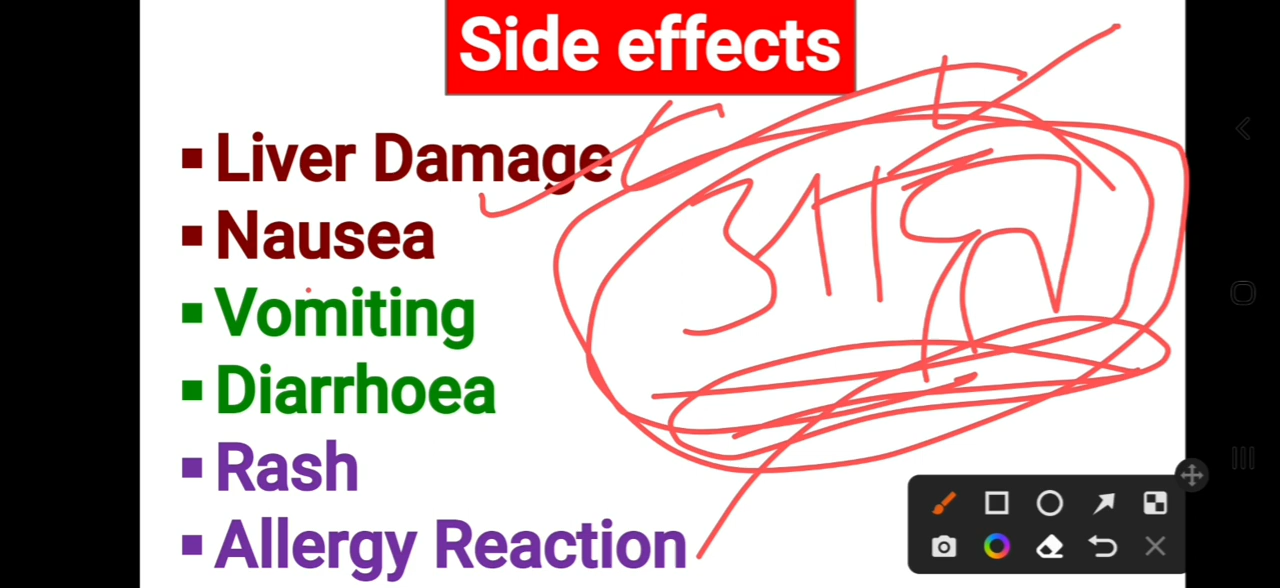 Side effects
▪ Liver Damage
▪ Nausea
▪ Vomiting
▪ Diarrhoea
▪ Rash
▪ Allergy Reaction